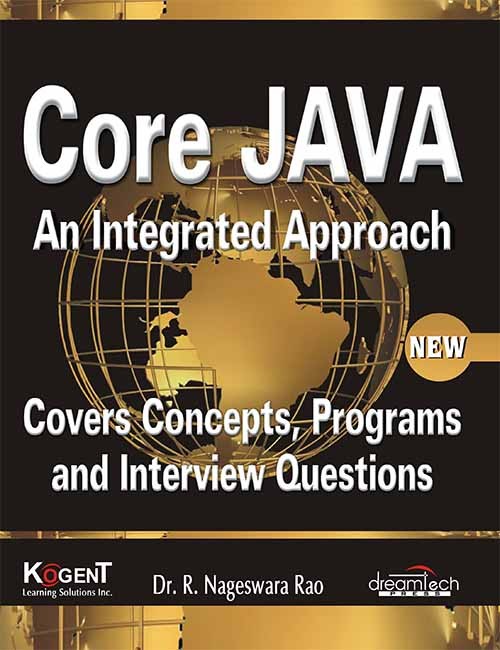 Core JAVA
An Integrated Approach
NEW
Covers Concepts, Programs
and Interview Questions
KOGENT
Learning Solutions Inc.
Dr. R. Nageswara Rao
dreamtech
PRESS